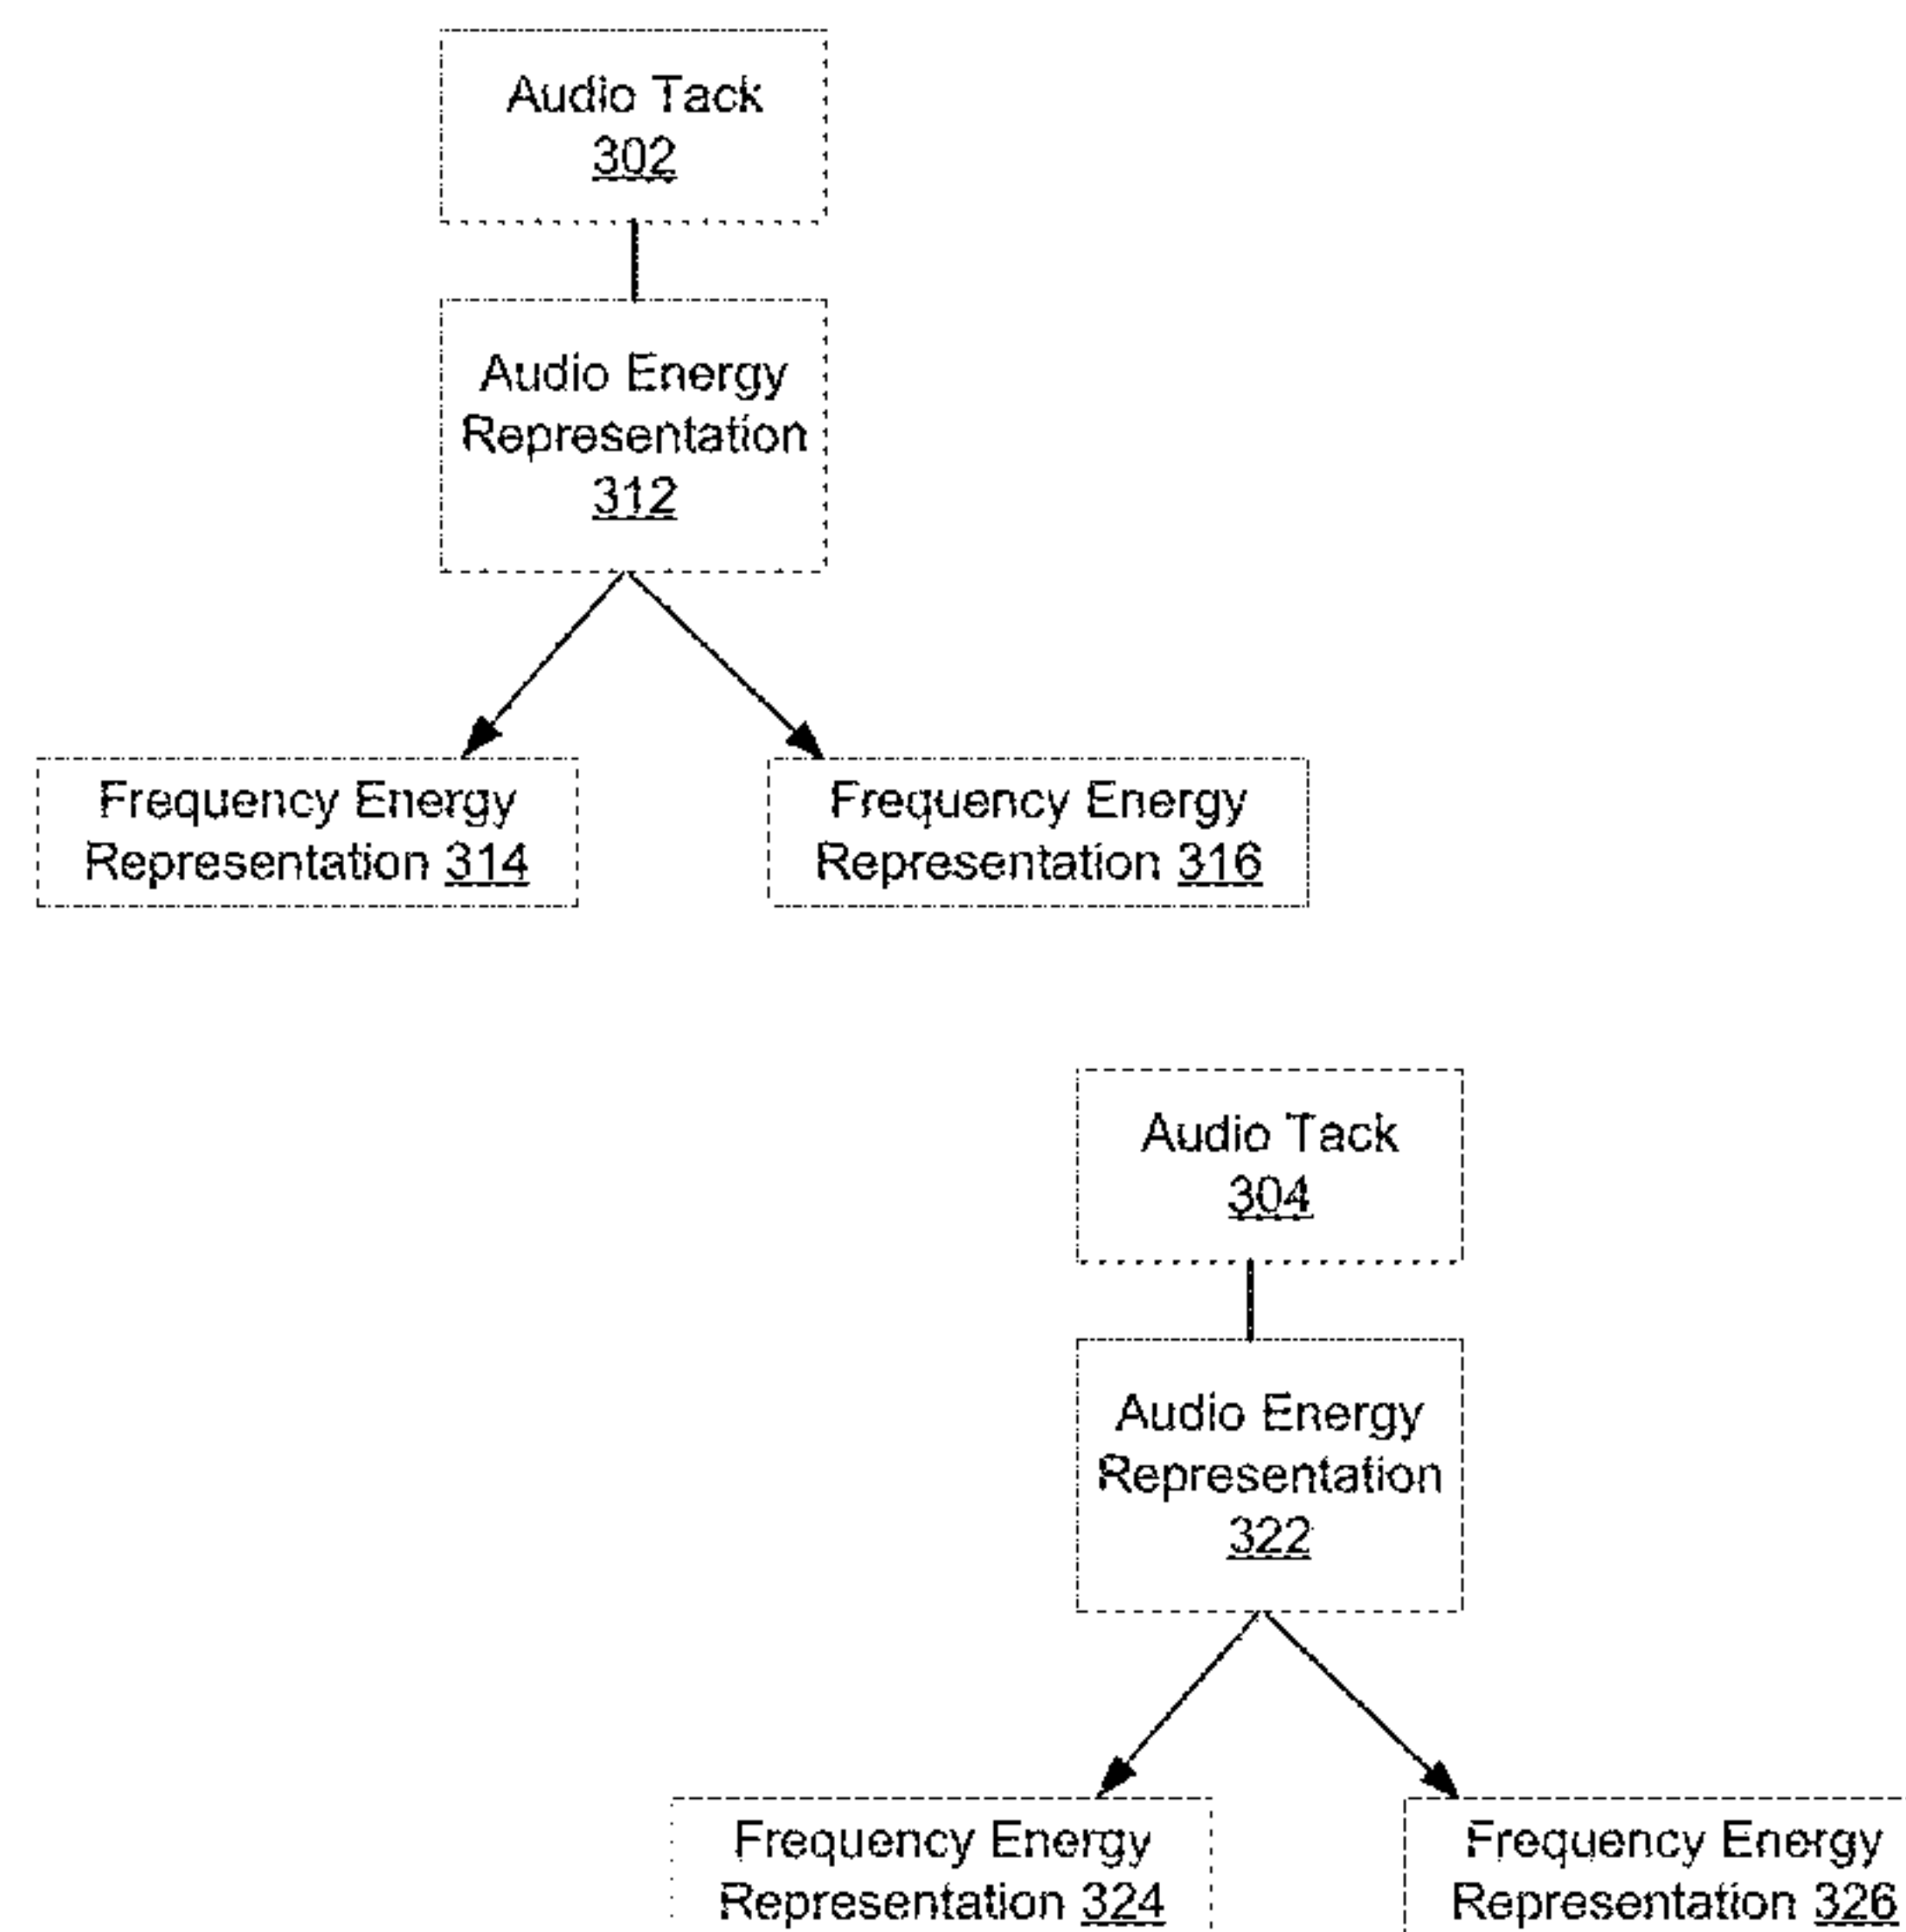 Audio Tack
302
Audio Energy
Representation
312
Frequency Energy
Representation 314
Frequency Energy
Representation 316
Audio Tack
304
Audio Energy
Representation
322
Frequency Energy
Representation 324
Frequency Energy
Representation 326